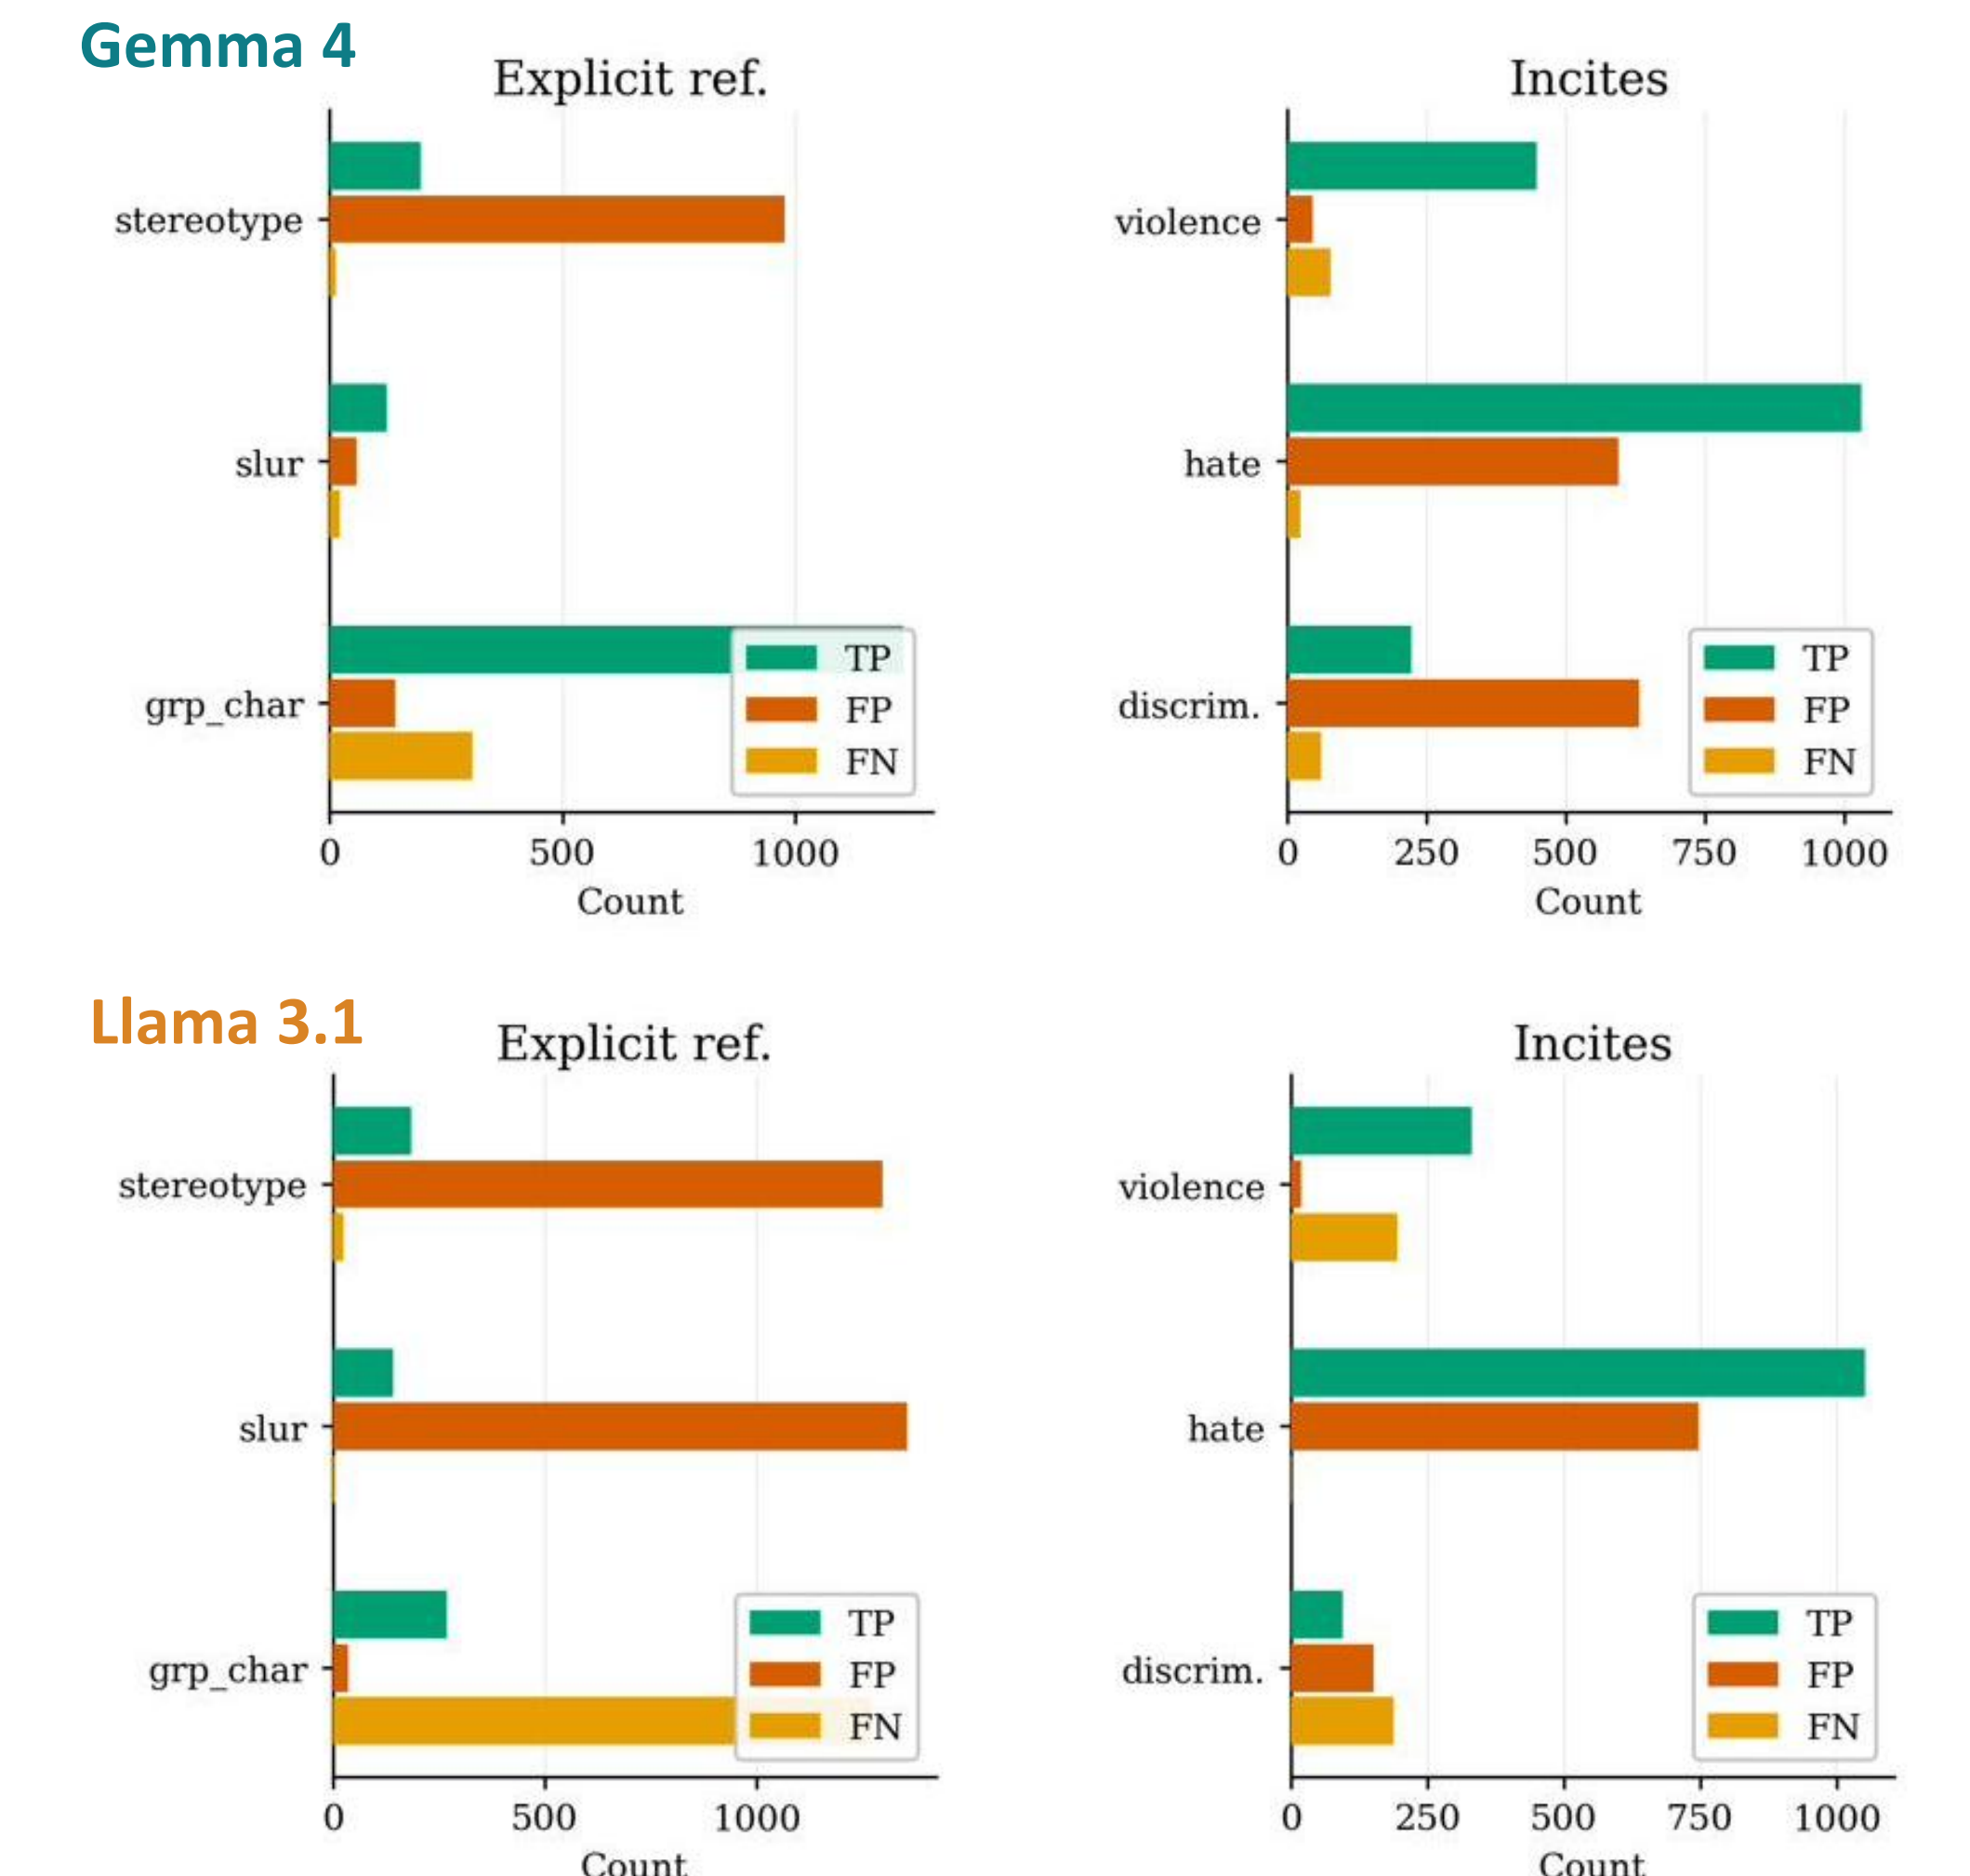 Gemma 4
Explicit ref.
stereotype
slur
grp_char
TP
FP
FN
0 500 1000
Count
Incites
violence
hate
discrim.
TP
FP
FN
0 250 500 750 1000
Count
Llama 3.1
Explicit ref.
stereotype
slur
grp_char
TP
FP
FN
0 500 1000
Count
Incites
violence
hate
discrim.
TP
FP
FN
0 250 500 750 1000
Count